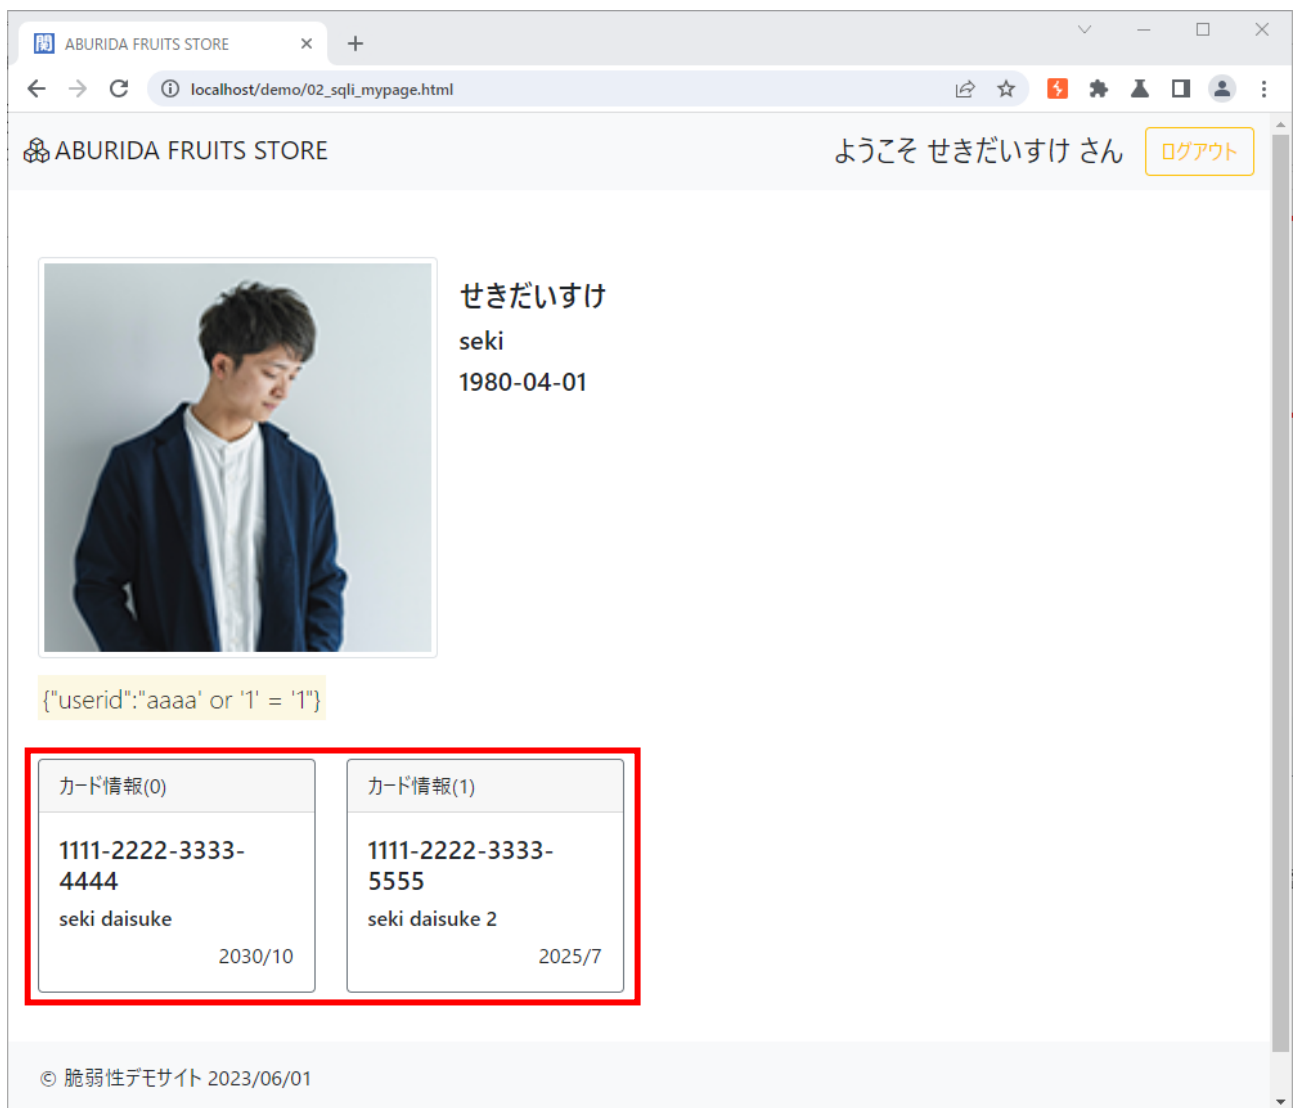 関 ABURIDA FRUITS STORE
localhost/demo/02_sqli_mypage.html
ABURIDA FRUITS STORE
ようこそ せきだいすけ さん
ログアウト
せきだいすけ
seki
1980-04-01
{"userid":"aaaa' or '1' = '1"}
カード情報(0)
1111-2222-3333-
4444
seki daisuke
2030/10
カード情報(1)
1111-2222-3333-
5555
seki daisuke 2
2025/7
© 脆弱性デモサイト 2023/06/01